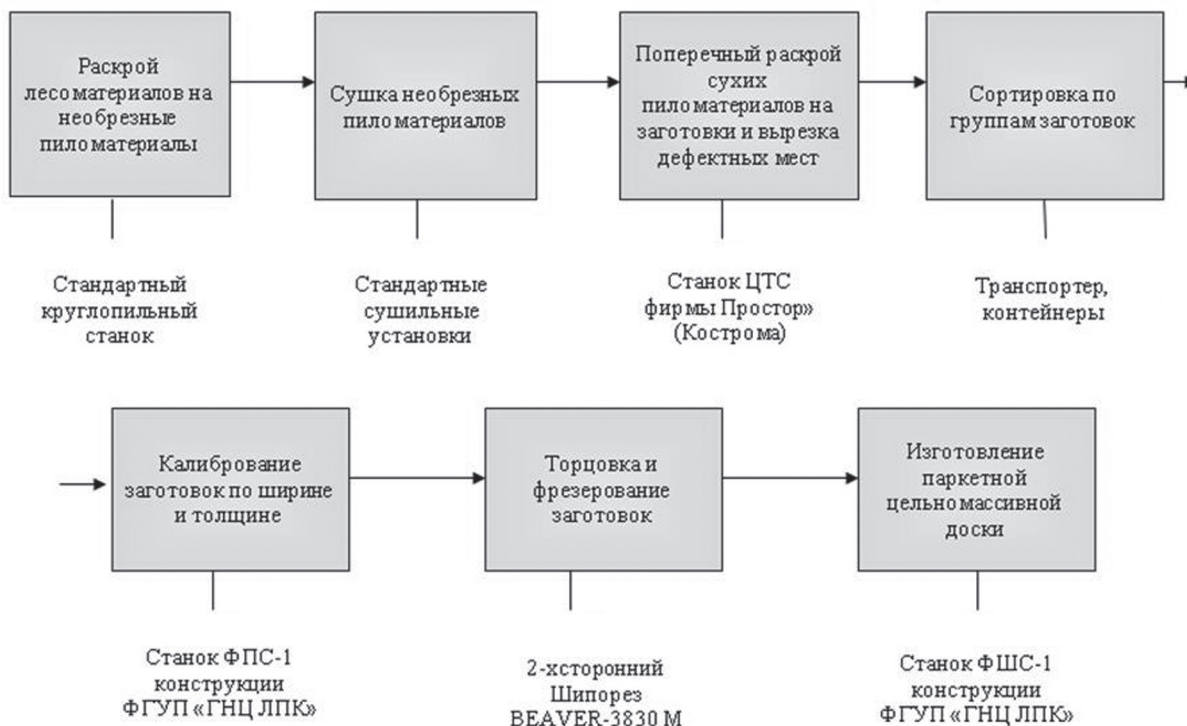 Раскрой
лесоматериалов на
необрезные
пиломатериалы
Сушка необрезных
пиломатериалов
Поперечный раскрой
сухих
пиломатериалов на
заготовки и вырезка
дефектных мест
Сортировка по
группам заготовок
Стандартный
круглопильный
станок
Стандартные
сушильные
установки
Станок ЦТС
фирмы Простор»
(Кострома)
Транспортер,
контейнеры
Калибрование
заготовок по ширине
и толщине
Торцовка и
фрезерование
заготовок
Изготовление
паркетной
цельномассивной
доски
Станок ФПС-1
конструкции
ФГУП «ГНЦ ЛПК»
2-хсторонний
Шипорез
BEAVER-3830 М
Станок ФШС-1
конструкции
ФГУП «ГНЦ ЛПК»